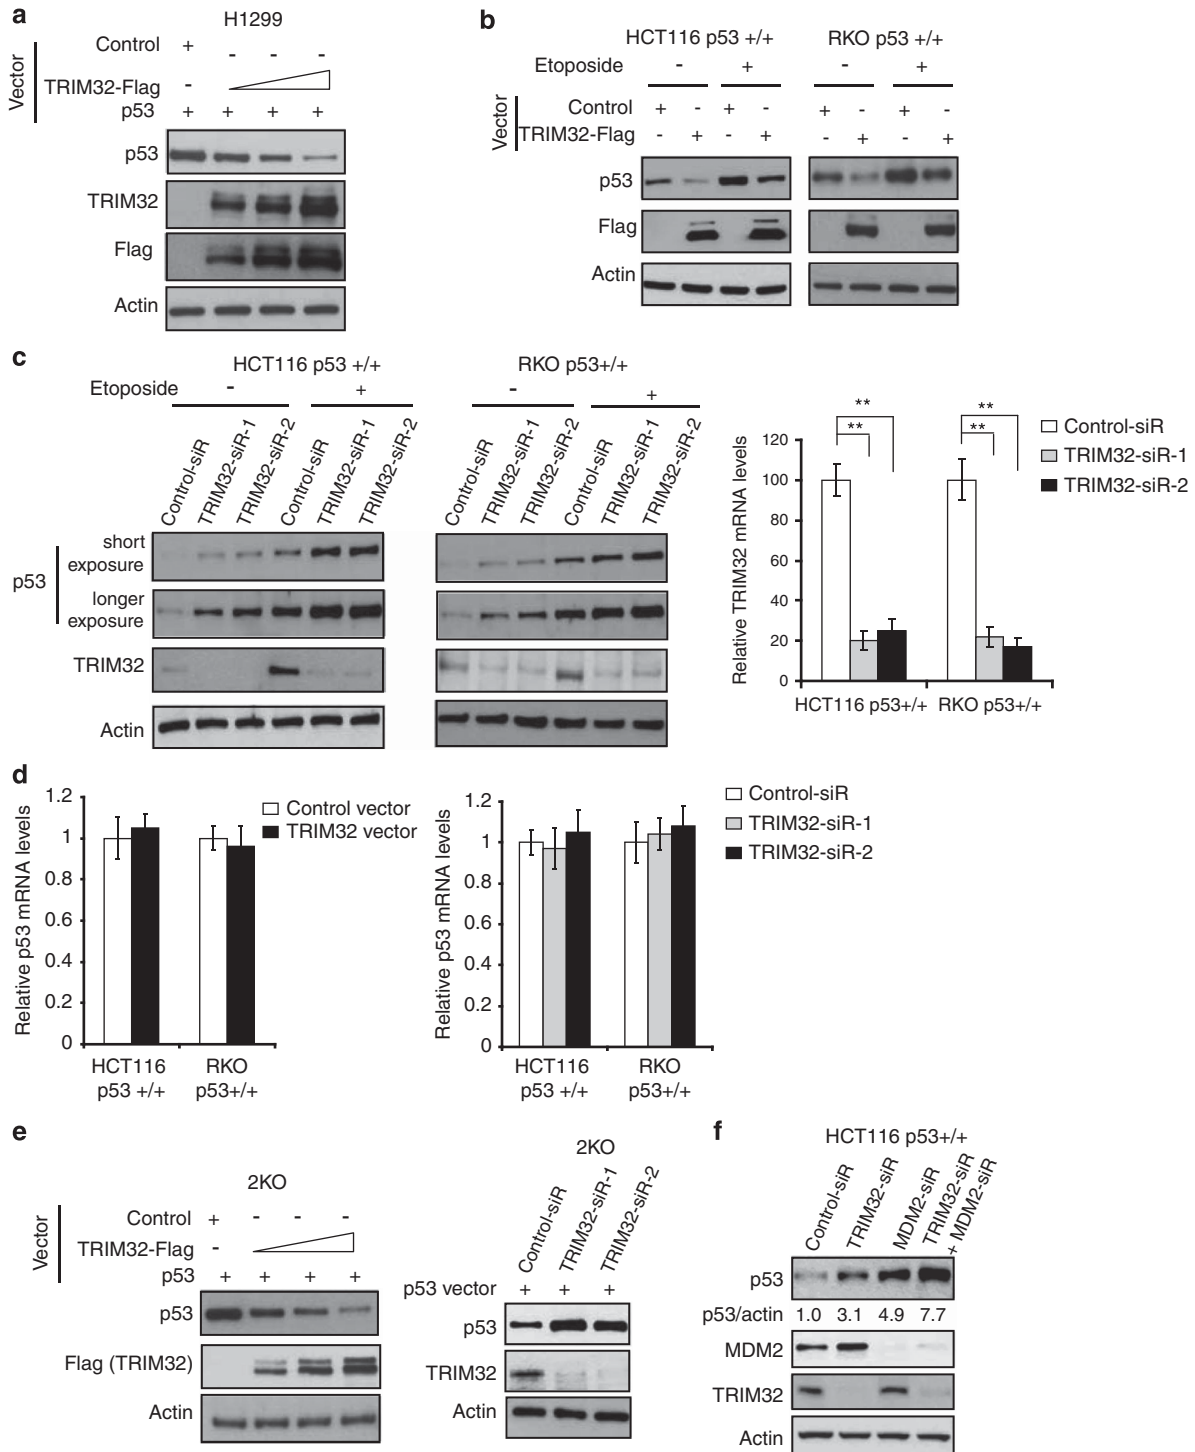 a
H1299
Vector
Control + - - -
TRIM32-Flag -
p53 + + + +
p53
TRIM32
Flag
Actin
b
HCT116 p53 +/+ RKO p53 +/+
Etoposide - + - +
Vector
Control + - + - + - + -
TRIM32-Flag - + - + - + - +
p53
Flag
Actin
c
HCT116 p53 +/+ RKO p53+/+
Etoposide - + - +
Control-siR TRIM32-siR-1 TRIM32-siR-2 Control-siR TRIM32-siR-1 TRIM32-siR-2
Control-siR TRIM32-siR-1 TRIM32-siR-2 Control-siR TRIM32-siR-1 TRIM32-siR-2
p53
short
exposure
longer
exposure
TRIM32
Actin
Relative TRIM32 mRNA levels
120
100
80
60
40
20
0
** **
** **
HCT116 p53+/+ RKO p53+/+
Control-siR
TRIM32-siR-1
TRIM32-siR-2
d
Relative p53 mRNA levels
1.2
1
0.8
0.6
0.4
0.2
0
Control vector
TRIM32 vector
HCT116 RKO
p53 +/+ p53+/+
Relative p53 mRNA levels
1.2
1
0.8
0.6
0.4
0.2
0
Control-siR
TRIM32-siR-1
TRIM32-siR-2
HCT116 RKO
p53 +/+ p53+/+
e
2KO
Vector
Control + - - -
TRIM32-Flag -
p53 + + + +
p53
Flag (TRIM32)
Actin
2KO
Control-siR TRIM32-siR-1 TRIM32-siR-2
p53 vector + + +
p53
TRIM32
Actin
f
HCT116 p53+/+
Control-siR TRIM32-siR MDM2-siR TRIM32-siR
+ MDM2-siR
p53
p53/actin 1.0 3.1 4.9 7.7
MDM2
TRIM32
Actin